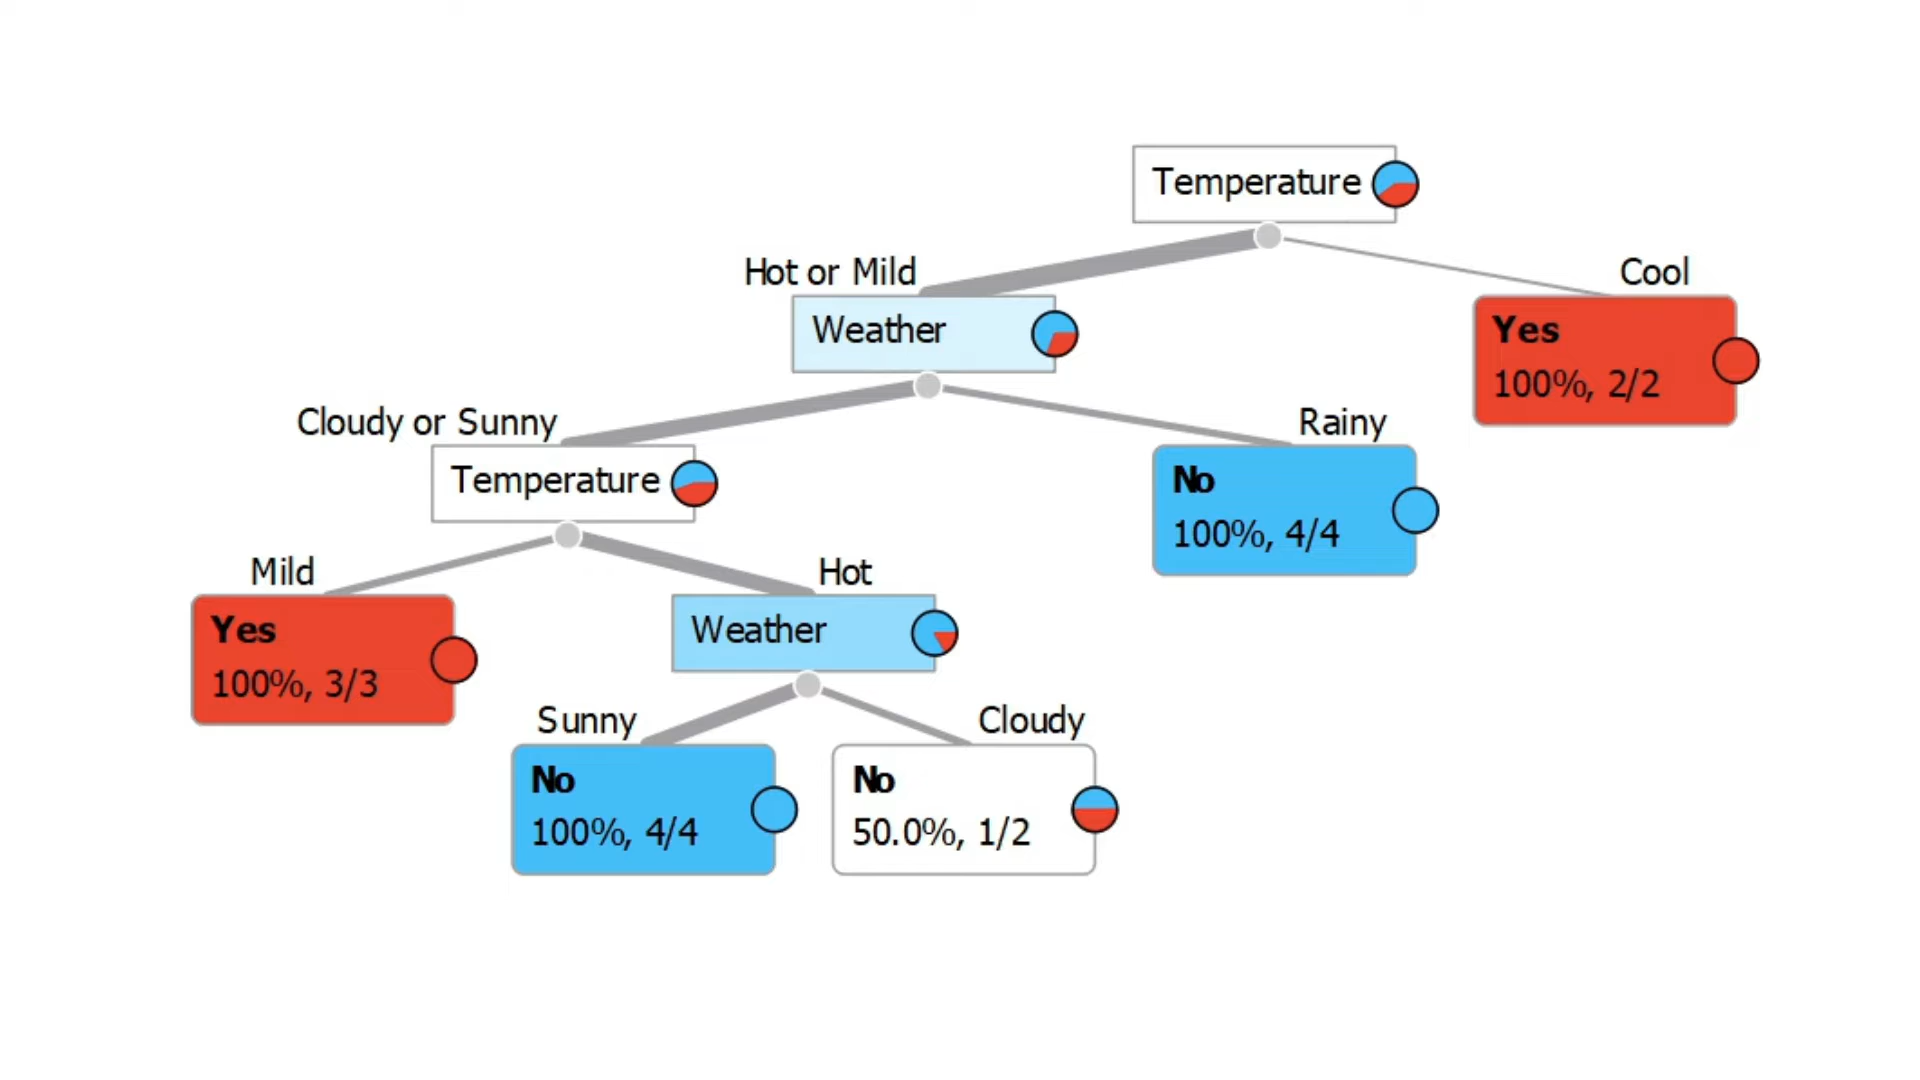 Temperature
Hot or Mild
Cool
Weather
Yes
100%, 2/2
Cloudy or Sunny
Rainy
Temperature
No
100%, 4/4
Mild
Hot
Yes
100%, 3/3
Weather
Sunny
Cloudy
No
100%, 4/4
No
50.0%, 1/2